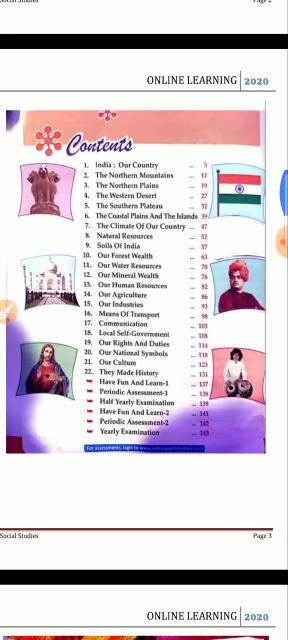 Social Studies Page 2
ONLINE LEARNING 2020
Contents
1. India : Our Country ... 5
2. The Northern Mountains ... 11
3. The Northern Plains ... 19
4. The Western Desert ... 27
5. The Southern Plateau ... 32
6. The Coastal Plains And The Islands 39
7. The Climate Of Our Country ... 47
8. Natural Resources ... 52
9. Soils Of India ... 57
10. Our Forest Wealth ... 63
11. Our Water Resources ... 70
12. Our Mineral Wealth ... 76
13. Our Human Resources ... 82
14. Our Agriculture ... 86
15. Our Industries ... 93
16. Means Of Transport ... 98
17. Communication ... 103
18. Local Self-Government ... 108
19. Our Rights And Duties ... 114
20. Our National Symbols ... 118
21. Our Culture ... 123
22. They Made History ... 131
Have Fun And Learn-1 ... 137
Periodic Assessment-1 ... 138
Half Yearly Examination ... 139
Have Fun And Learn-2 ... 141
Periodic Assessment-2 ... 142
Yearly Examination ... 143
For assessments, login to
Social Studies Page 3
ONLINE LEARNING 2020